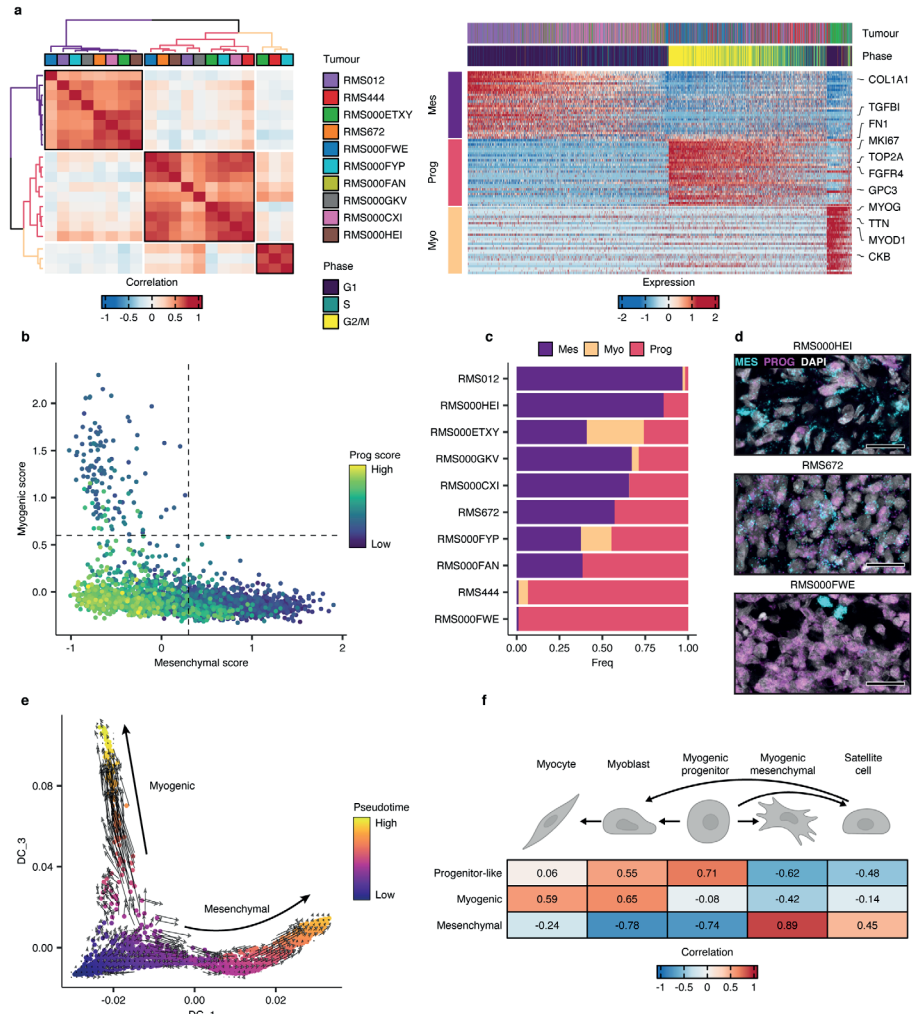 a
Tumour
RMS012
RMS444
RMS000ETXY
RMS672
RMS000FWE
RMS000FYP
RMS000FAN
RMS000GKV
RMS000CXI
RMS000HEI
Phase
G1
S
G2/M
Correlation
-1 -0.5 0 0.5 1
Tumour
Phase
Mes
Prog
Myo
COL1A1
TGFBI
FN1
MKI67
TOP2A
FGFR4
GPC3
MYOG
TTN
MYOD1
CKB
Expression
-2 -1 0 1 2
b
Myogenic score
2.0
1.5
1.0
0.5
0.0
-1 0 1 2
Mesenchymal score
Prog score
High
Low
c
Mes Myo Prog
RMS012
RMS000HEI
RMS000ETXY
RMS000GKV
RMS000CXI
RMS672
RMS000FYP
RMS000FAN
RMS444
RMS000FWE
0.00 0.25 0.50 0.75 1.00
Freq
d
RMS000HEI
MES PROG DAPI
RMS672
RMS000FWE
e
DC_3
0.08
0.04
0.00
-0.02 0.00 0.02
Myogenic
Mesenchymal
Pseudotime
High
Low
f
Myocyte Myoblast Myogenic progenitor Myogenic mesenchymal Satellite cell
Progenitor-like 0.06 0.55 0.71 -0.62 -0.48
Myogenic 0.59 0.65 -0.08 -0.42 -0.14
Mesenchymal -0.24 -0.78 -0.74 0.89 0.45
Correlation
-1 -0.5 0 0.5 1